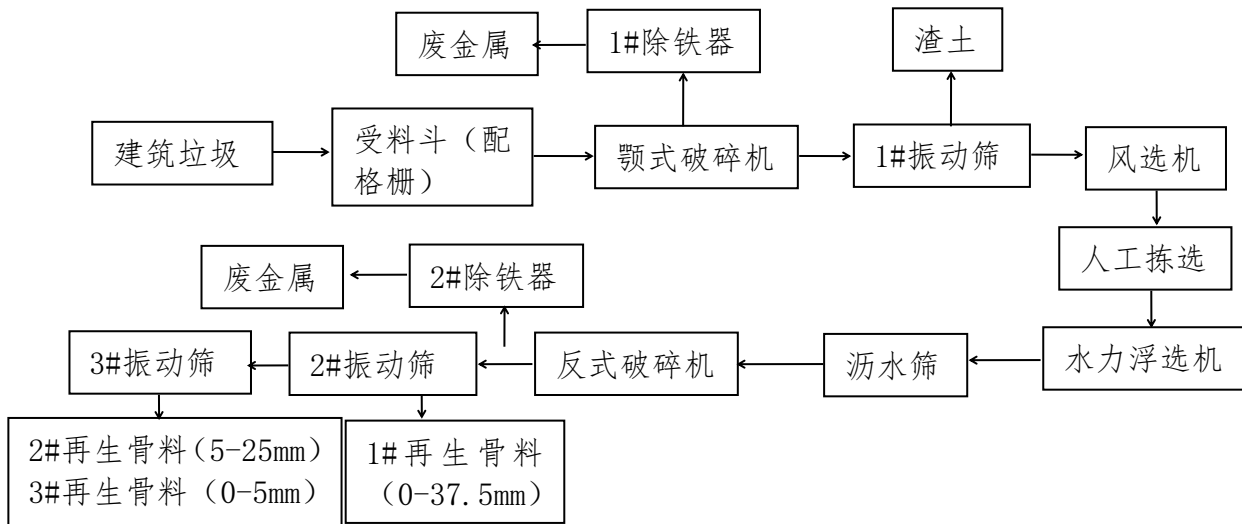 废金属
1#除铁器
渣土
建筑垃圾
受料斗（配
格栅）
颚式破碎机
1#振动筛
风选机
人工拣选
废金属
2#除铁器
3#振动筛
2#振动筛
反式破碎机
沥水筛
水力浮选机
2#再生骨料（5-25mm）
3#再生骨料（0-5mm）
1#再生骨料
（0-37.5mm）